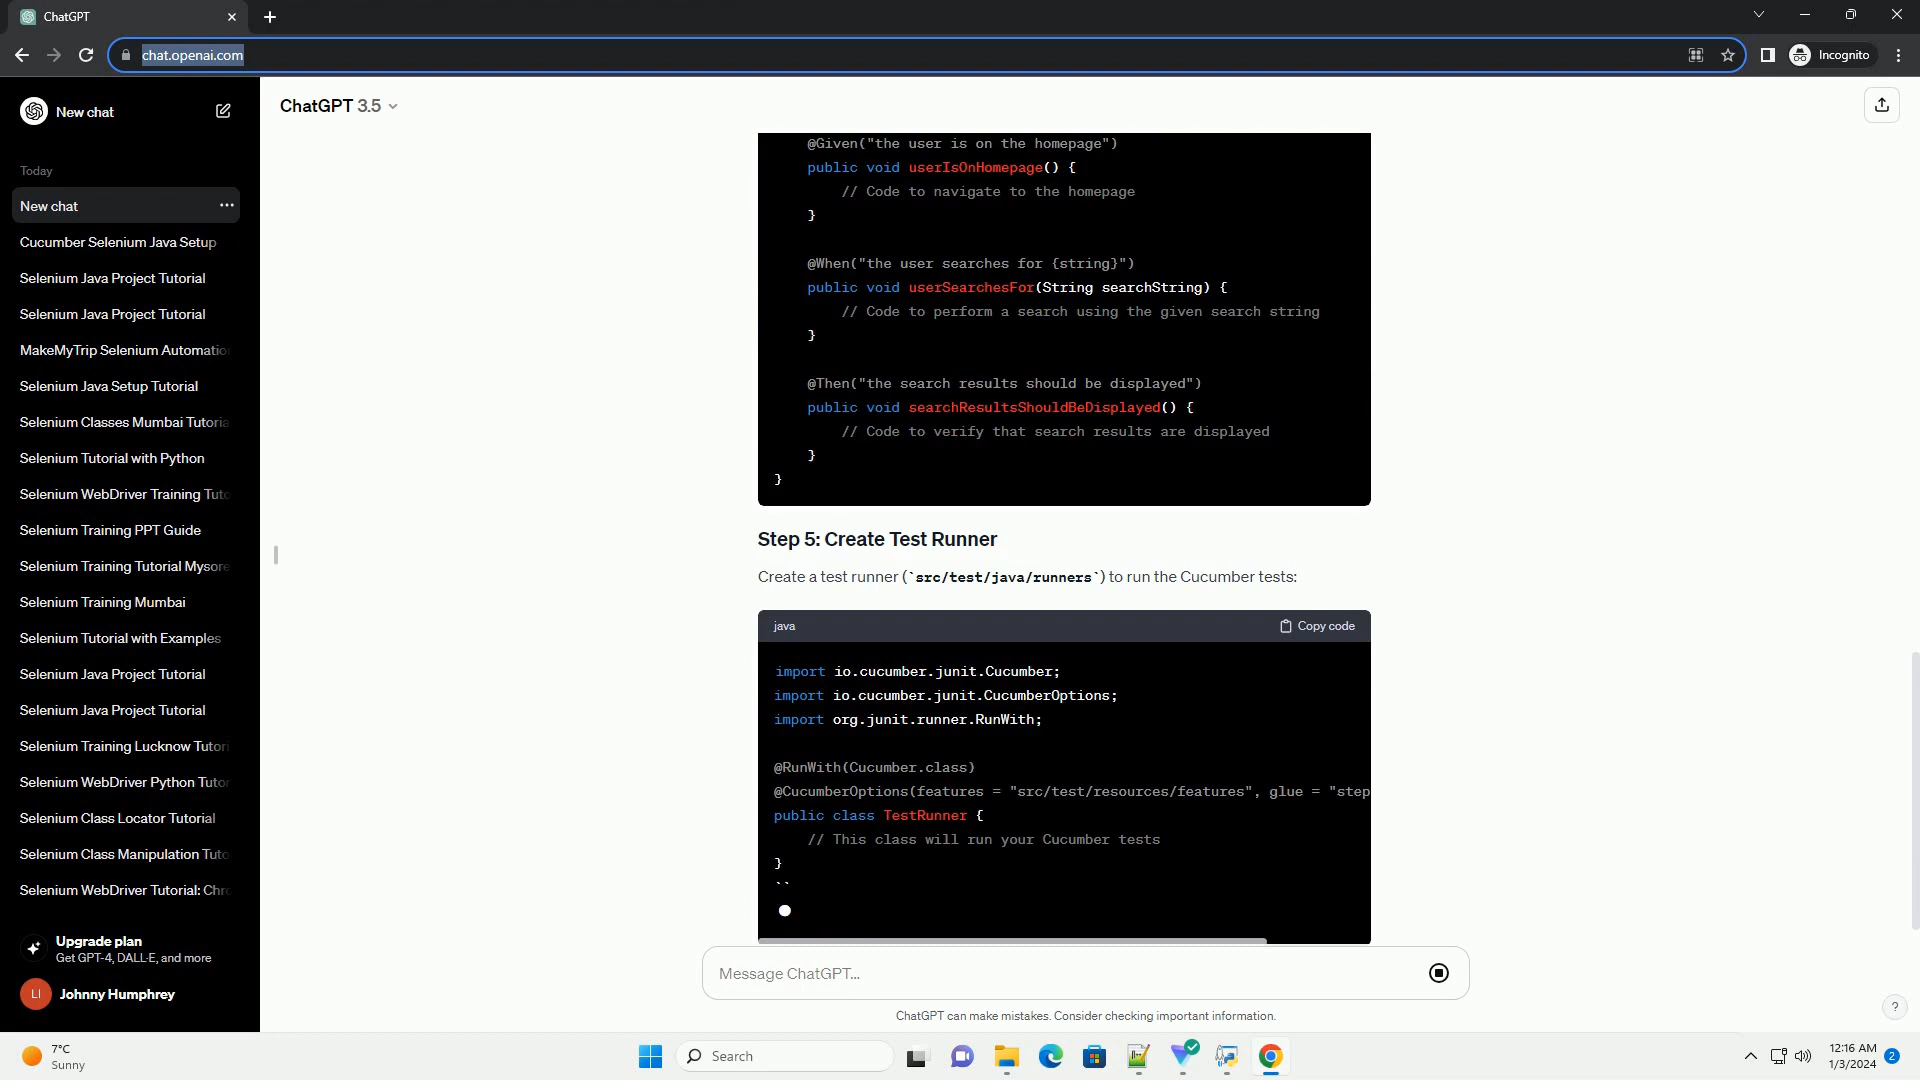 ChatGPT
chat.openai.com
Incognito
New chat
Today
New chat
Cucumber Selenium Java Setup
Selenium Java Project Tutorial
Selenium Java Project Tutorial
MakeMyTrip Selenium Automatio
Selenium Java Setup Tutorial
Selenium Classes Mumbai Tutoria
Selenium Tutorial with Python
Selenium WebDriver Training Tuto
Selenium Training PPT Guide
Selenium Training Tutorial Mysore
Selenium Training Mumbai
Selenium Tutorial with Examples
Selenium Java Project Tutorial
Selenium Java Project Tutorial
Selenium Training Lucknow Tutori
Selenium WebDriver Python Tutor
Selenium Class Locator Tutorial
Selenium Class Manipulation Tuto
Selenium WebDriver Tutorial: Chro
Upgrade plan
Get GPT-4, DALL·E, and more
LI
Johnny Humphrey
ChatGPT 3.5
@Given("the user is on the homepage")
public void userIsOnHomepage() {
// Code to navigate to the homepage
}
@When("the user searches for {string}")
public void userSearchesFor(String searchString) {
// Code to perform a search using the given search string
}
@Then("the search results should be displayed")
public void searchResultsShouldBeDisplayed() {
// Code to verify that search results are displayed
}
}
Step 5: Create Test Runner
Create a test runner (`src/test/java/runners`) to run the Cucumber tests:
java
Copy code
import io.cucumber.junit.Cucumber;
import io.cucumber.junit.CucumberOptions;
import org.junit.runner.RunWith;
@RunWith(Cucumber.class)
@CucumberOptions(features = "src/test/resources/features", glue = "step
public class TestRunner {
// This class will run your Cucumber tests
}
``
Message ChatGPT...
ChatGPT can make mistakes. Consider checking important information.
?
7°C
Sunny
Search
12:16 AM
1/3/2024
2